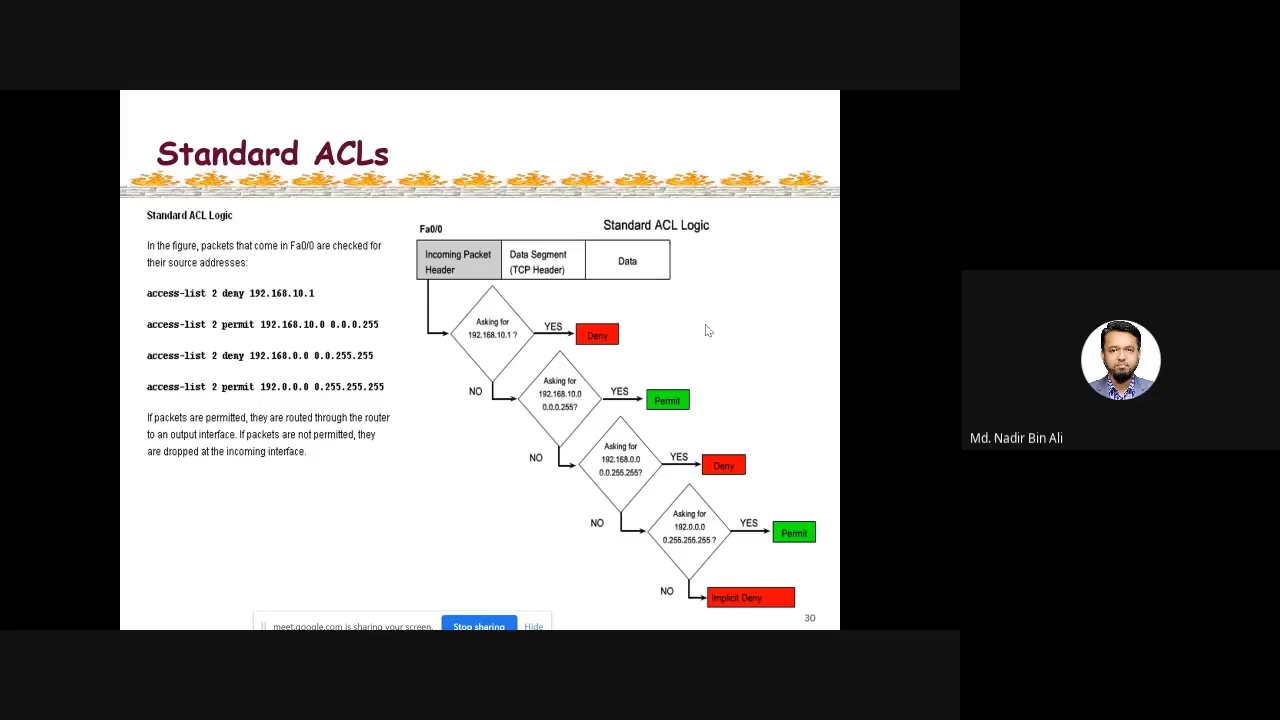 Standard ACLs
Standard ACL Logic
In the figure, packets that come in Fa0/0 are checked for
their source addresses:
access-list 2 deny 192.168.10.1
access-list 2 permit 192.168.10.0 0.0.0.255
access-list 2 deny 192.168.0.0 0.0.255.255
access-list 2 permit 192.0.0.0 0.255.255.255
If packets are permitted, they are routed through the router
to an output interface. If packets are not permitted, they
are dropped at the incoming interface.
Fa0/0
Standard ACL Logic
Incoming Packet
Header
Data Segment
(TCP Header)
Data
Asking for
192.168.10.1 ?
YES
Deny
NO
Asking for
192.168.10.0
0.0.0.255?
YES
Permit
NO
Asking for
192.168.0.0
0.0.255.255?
YES
Deny
NO
Asking for
192.0.0.0
0.255.255.255 ?
YES
Permit
NO
Implicit Deny
30
meet.google.com is sharing your screen.
Stop sharing
Hide
Md. Nadir Bin Ali